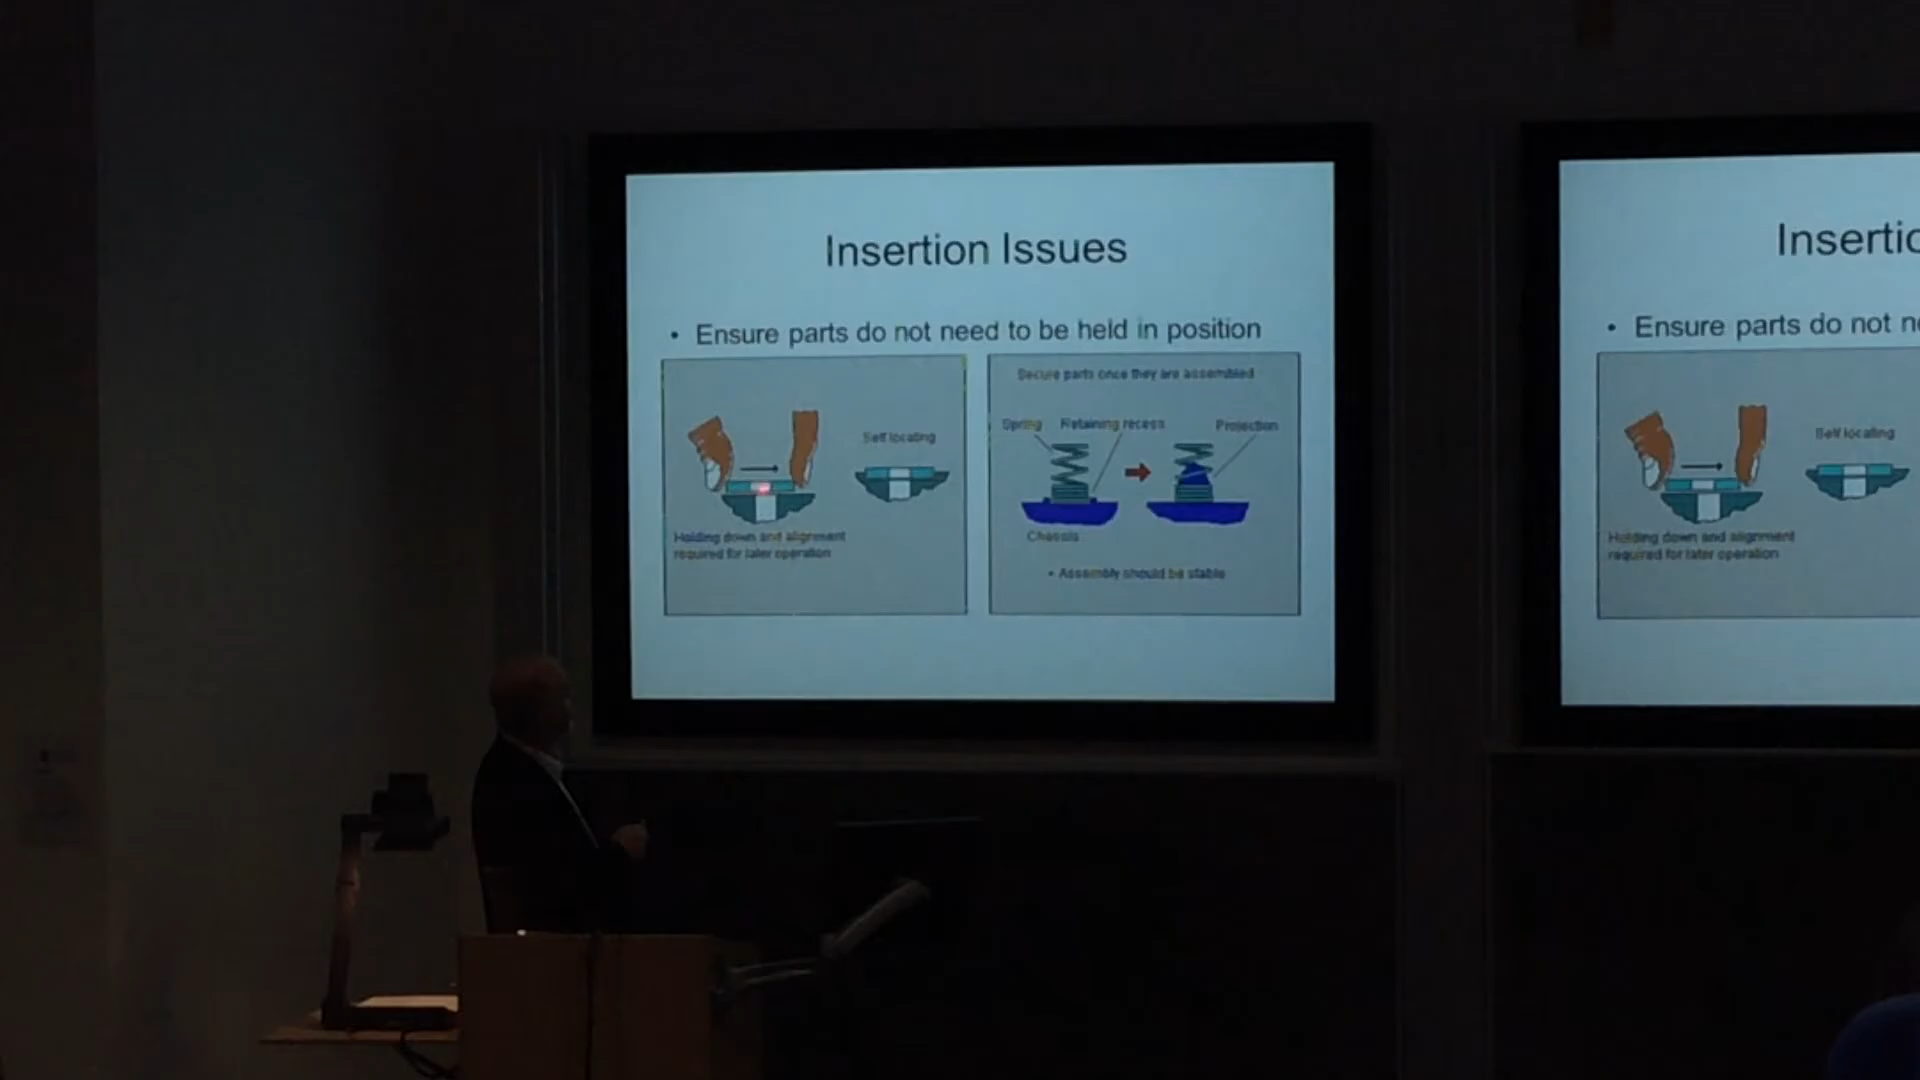 Insertion Issues
• Ensure parts do not need to be held in position
Self locating
Holding down and alignment
required for later operation
Secure parts once they are assembled
Spring Retaining recess Projection
Chassis
• Assembly should be stable
Insertio
• Ensure parts do not ne
Self locating
Holding down and alignment
required for later operation